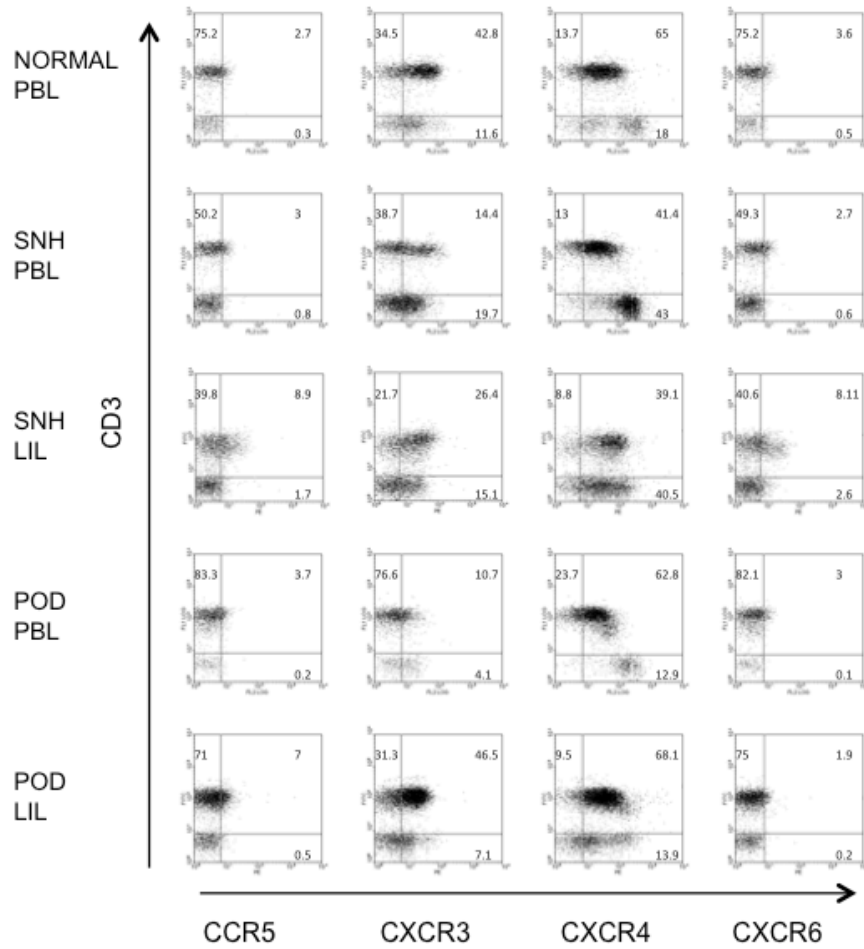 75.2 2.7 0.3
34.5 42.8 11.6
13.7 65 18
75.2 3.6 0.5
NORMAL
PBL
50.2 3 0.8
38.7 14.4 19.7
13 41.4 43
49.3 2.7 0.6
SNH
PBL
CD3
39.8 8.9 1.7
21.7 26.4 15.1
8.8 39.1 40.5
40.6 8.11 2.6
SNH
LIL
83.3 3.7 0.2
76.6 10.7 4.1
23.7 62.8 12.9
82.1 3 0.1
POD
PBL
71 7 0.5
31.3 46.5 7.1
9.5 68.1 13.9
75 1.9 0.2
POD
LIL
CCR5 CXCR3 CXCR4 CXCR6